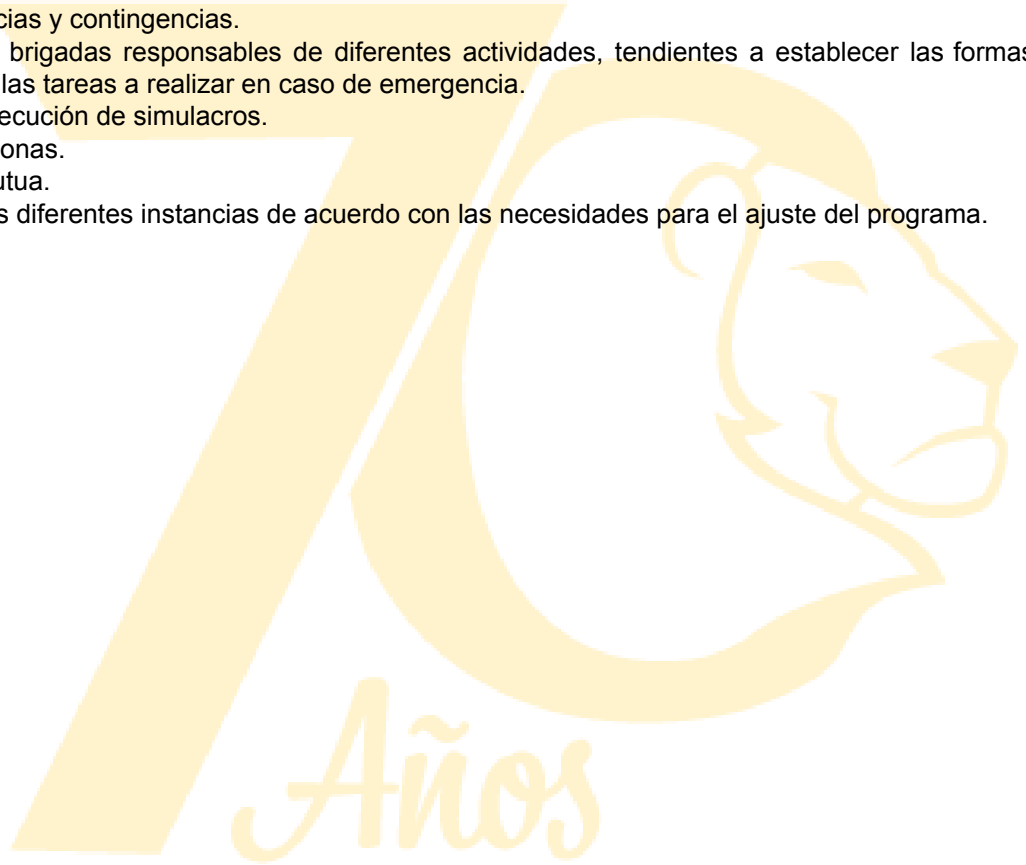 cias y contingencias.
brigadas responsables de diferentes actividades, tendientes a establecer las formas
las tareas a realizar en caso de emergencia.
ecución de simulacros.
onas.
utua.
s diferentes instancias de acuerdo con las necesidades para el ajuste del programa.
70
Años